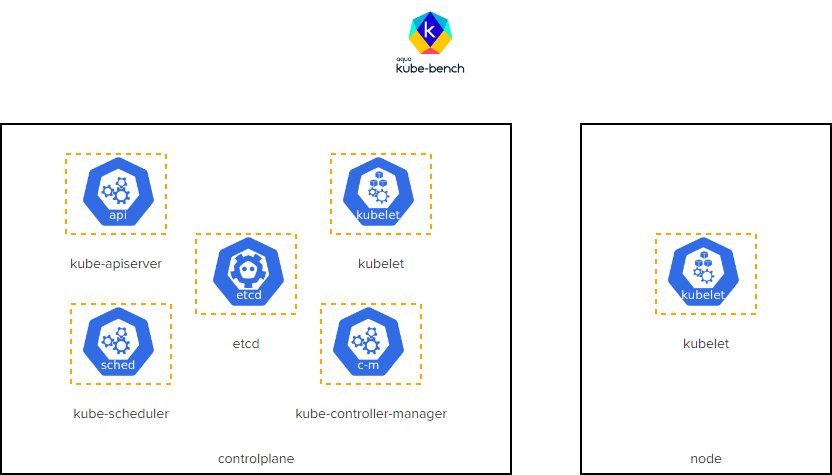 k
aqua
kube-bench
api
kube-apiserver
kubelet
kubelet
etcd
etcd
sched
kube-scheduler
c-m
kube-controller-manager
controlplane
kubelet
kubelet
node